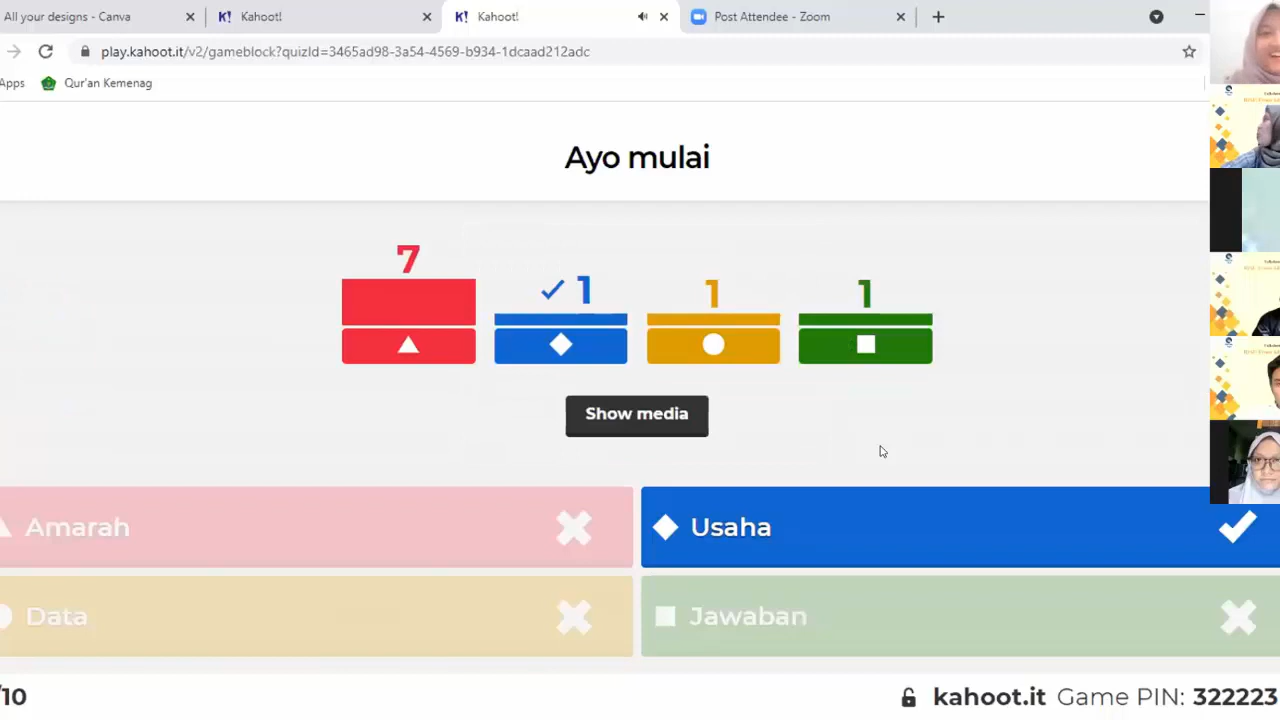 All your designs - Canva
Kahoot!
Kahoot!
Post Attendee - Zoom
play.kahoot.it/v2/gameblock?quizId=3465ad98-3a54-4569-b934-1dcaad212adc
Apps
Qur'an Kemenag
Ayo mulai
7
1
1
1
Show media
Amarah
Usaha
Data
Jawaban
/10
kahoot.it Game PIN: 322223